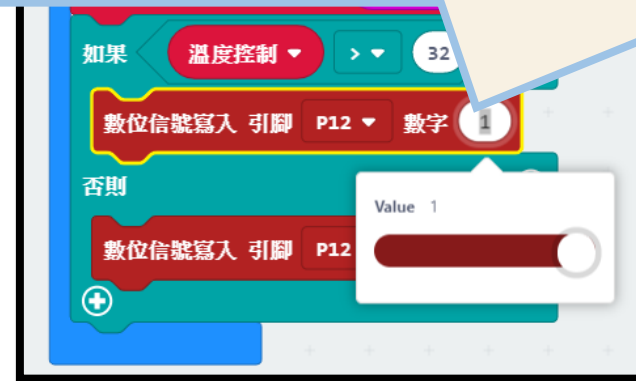 如果 溫度控制 > 32
數位信號寫入 引腳 P12 數字 1
否則
Value 1
數位信號寫入 引腳 P12